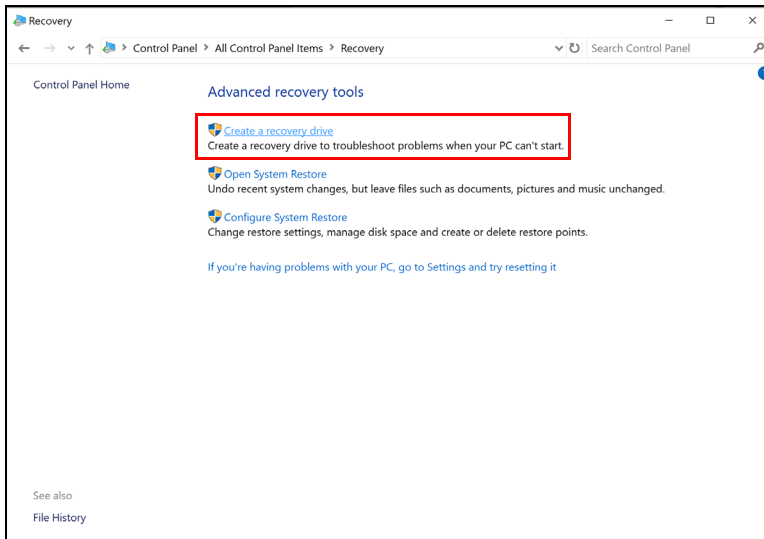 Recovery
Control Panel > All Control Panel Items > Recovery
Search Control Panel
Control Panel Home
Advanced recovery tools
Create a recovery drive
Create a recovery drive to troubleshoot problems when your PC can't start.
Open System Restore
Undo recent system changes, but leave files such as documents, pictures and music unchanged.
Configure System Restore
Change restore settings, manage disk space and create or delete restore points.
If you're having problems with your PC, go to Settings and try resetting it
See also
File History